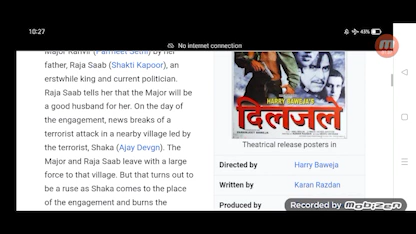 10:27
43%
No internet connection
Major Ranvir (Parmeet Sethi) by her
father, Raja Saab (Shakti Kapoor), an
erstwhile king and current politician.
Raja Saab tells her that the Major will be
a good husband for her. On the day of
the engagement, news breaks of a
terrorist attack in a nearby village led by
the terrorist, Shaka (Ajay Devgn). The
Major and Raja Saab leave with a large
force to that village. But that turns out to
be a ruse as Shaka comes to the place
of the engagement and burns the
HARRY BAWEJA'S
दिलजले
Theatrical release posters in
Directed by Harry Baweja
Written by Karan Razdan
Produced by
Recorded by Mobizen